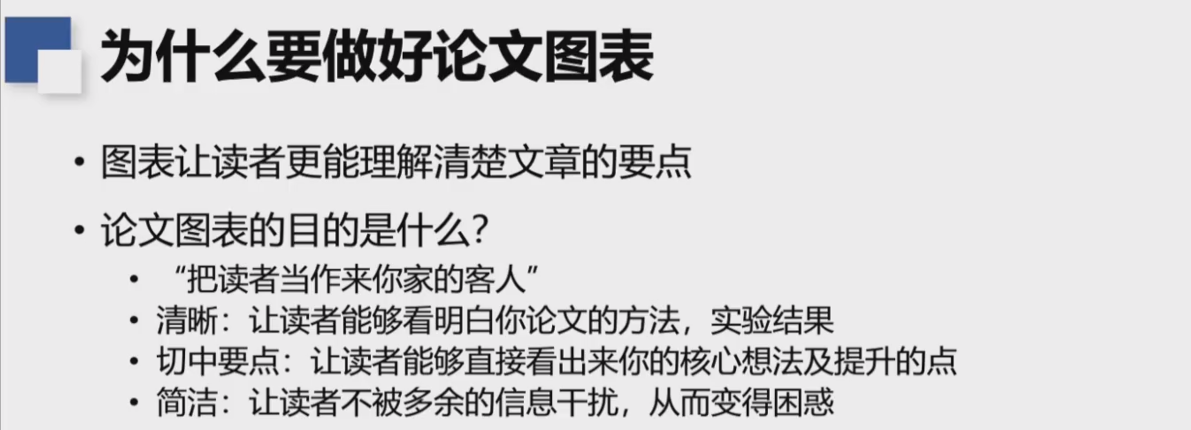 为什么要做好论文图表
• 图表让读者更能理解清楚文章的要点
• 论文图表的目的是什么?
• “把读者当作来你家的客人”
• 清晰：让读者能够看明白你论文的方法，实验结果
• 切中要点：让读者能够直接看出来你的核心想法及提升的点
• 简洁：让读者不被多余的信息干扰，从而变得困惑